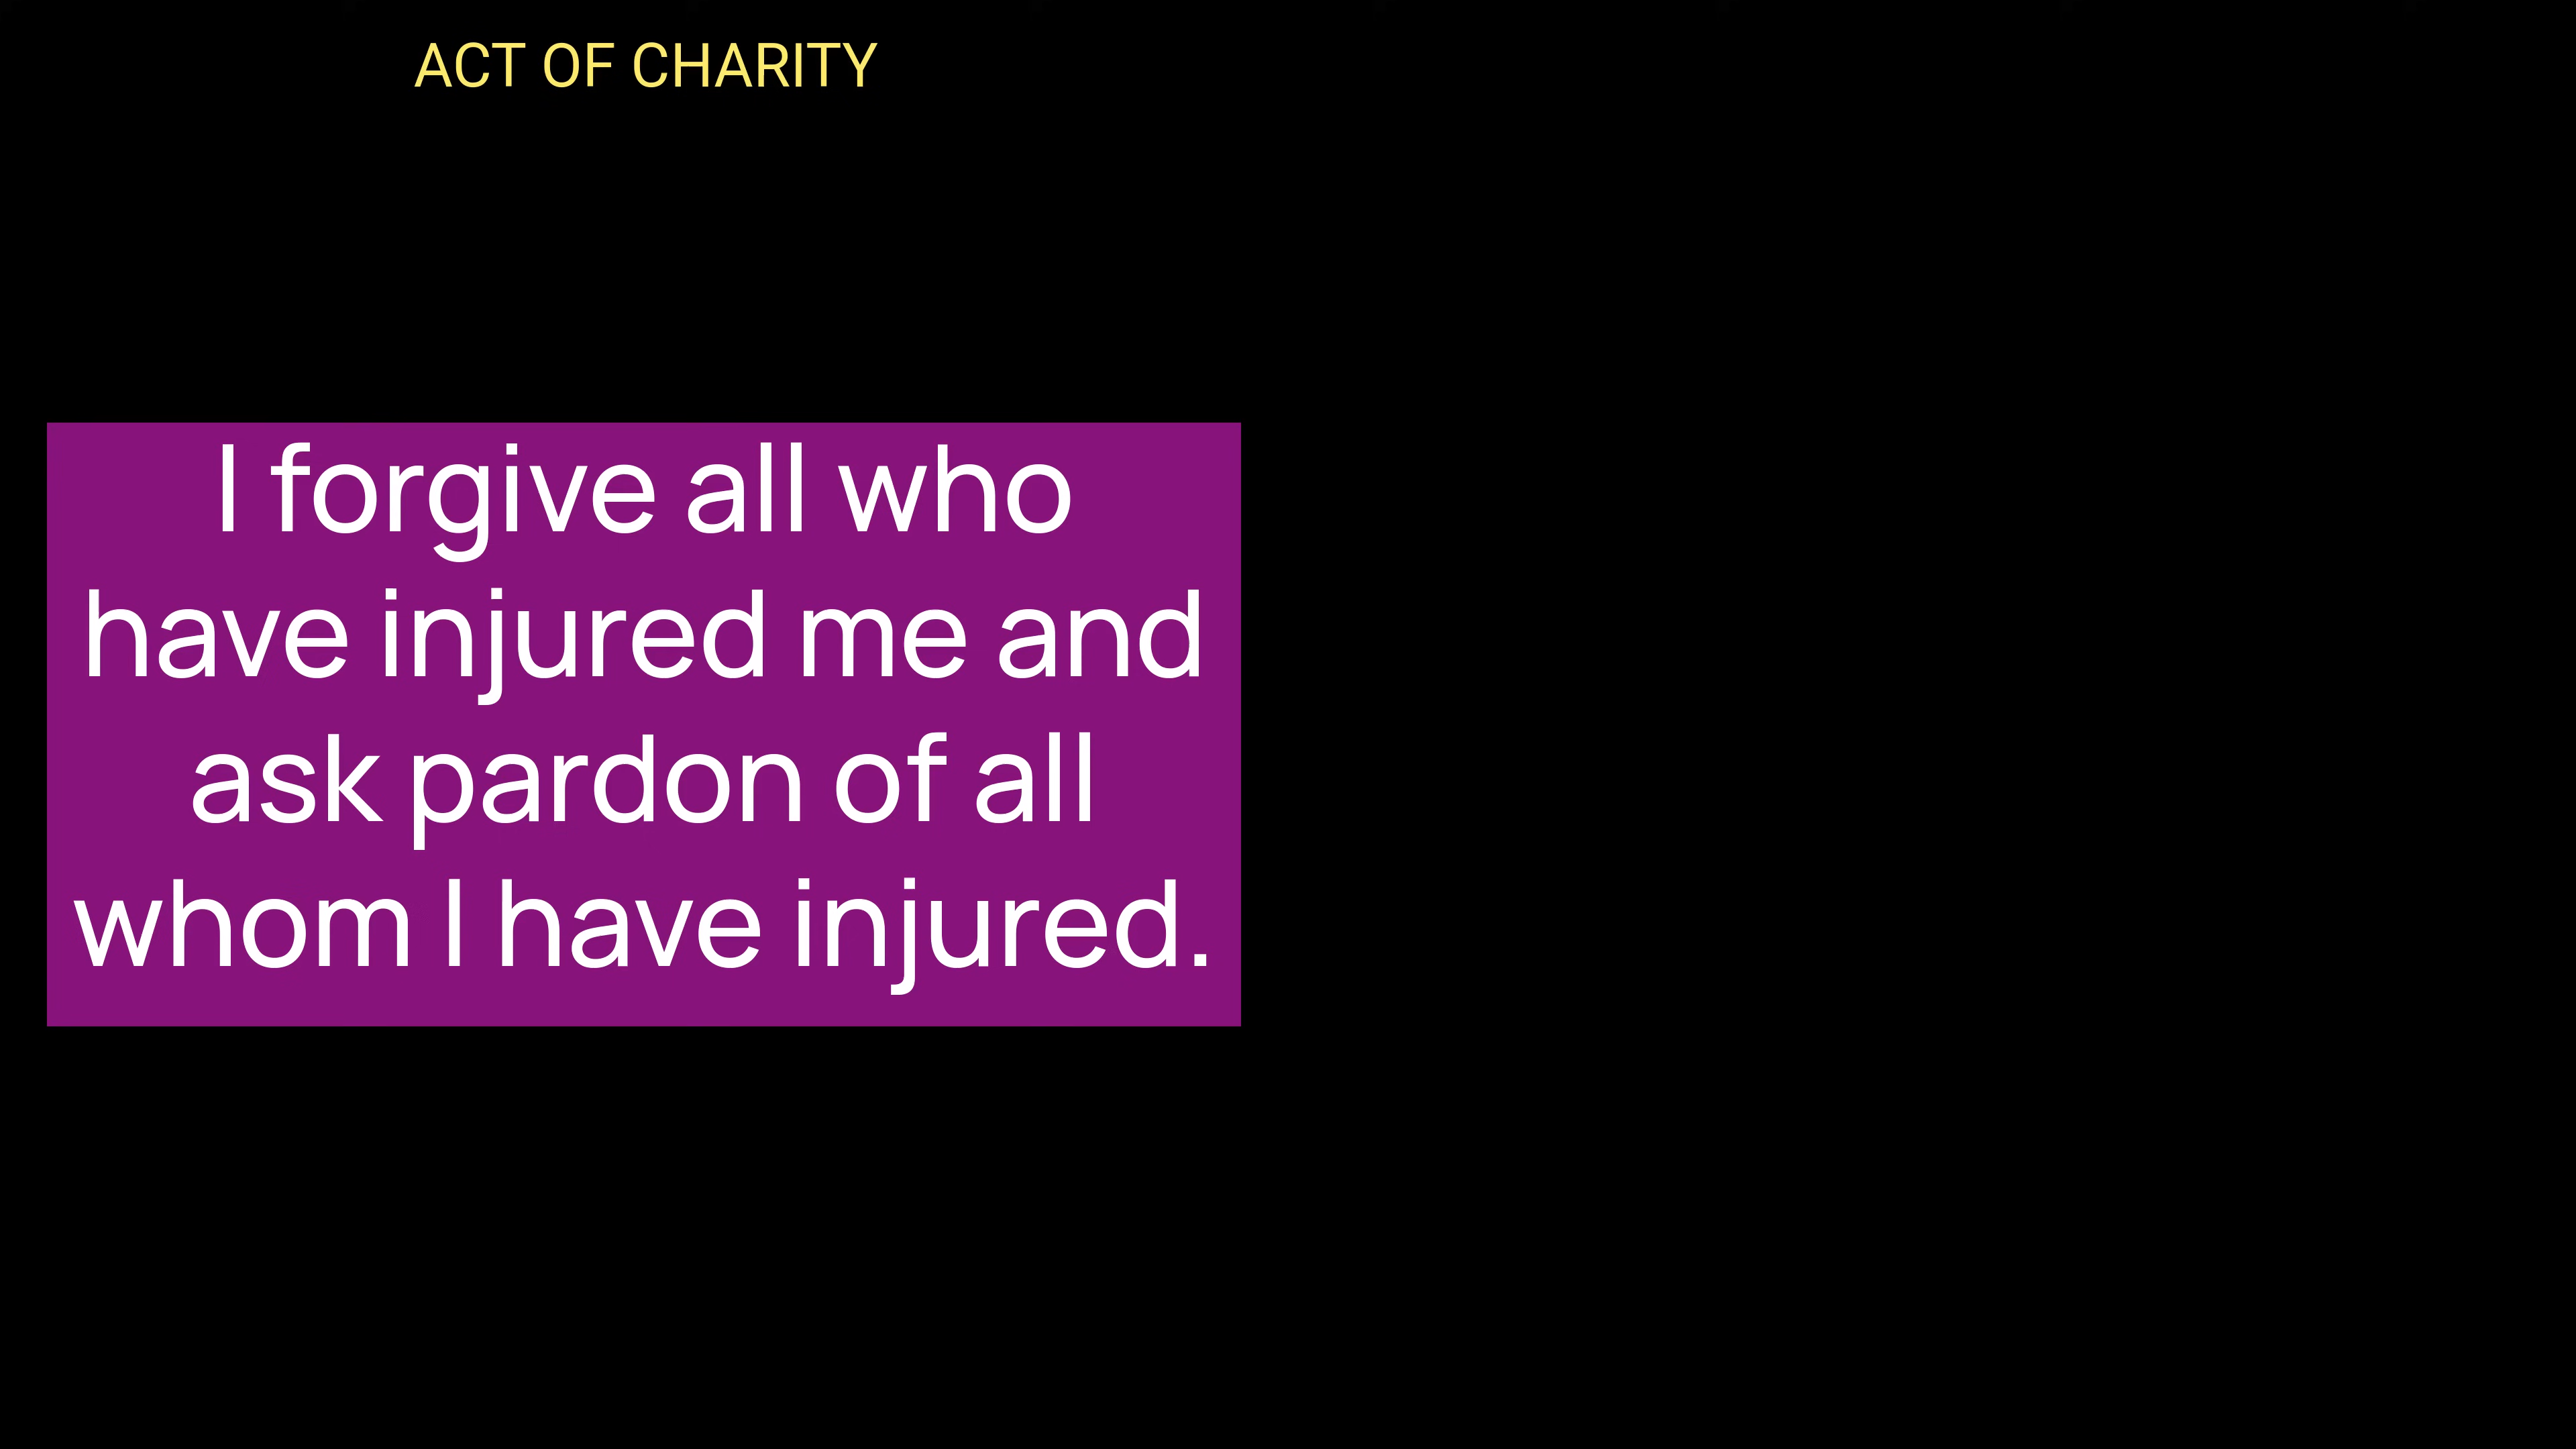 ACT OF CHARITY
I forgive all who
have injured me and
ask pardon of all
whom I have injured.